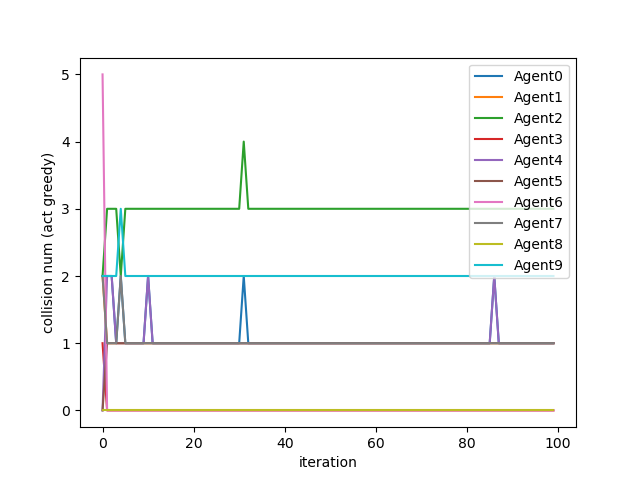 5
4
3
2
1
0
collision num (act greedy)
0
20
40
60
80
100
iteration
Agent0
Agent1
Agent2
Agent3
Agent4
Agent5
Agent6
Agent7
Agent8
Agent9